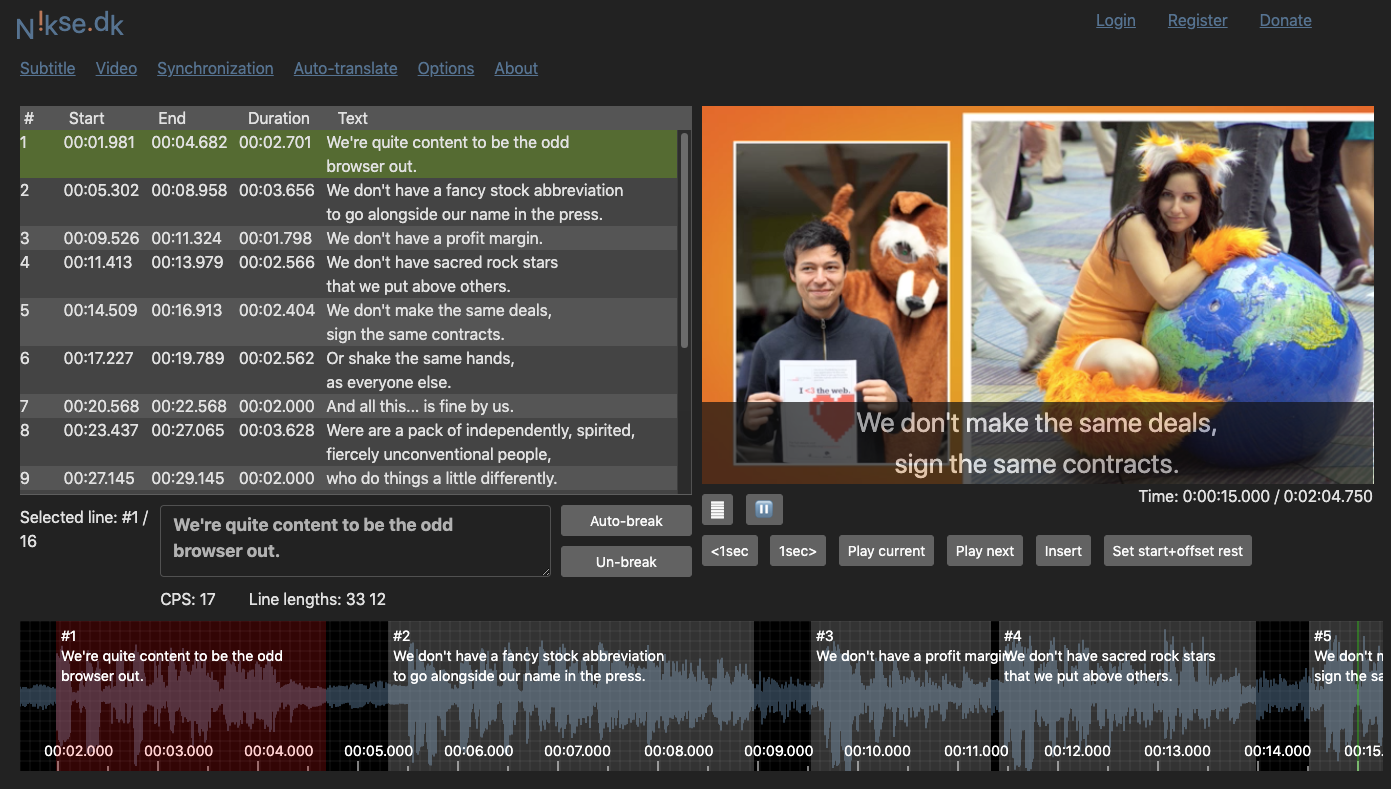 N!kse.dk
Login Register Donate
Subtitle Video Synchronization Auto-translate Options About
# Start End Duration Text
1 00:01.981 00:04.682 00:02.701 We're quite content to be the odd
browser out.
2 00:05.302 00:08.958 00:03.656 We don't have a fancy stock abbreviation
to go alongside our name in the press.
3 00:09.526 00:11.324 00:01.798 We don't have a profit margin.
4 00:11.413 00:13.979 00:02.566 We don't have sacred rock stars
that we put above others.
5 00:14.509 00:16.913 00:02.404 We don't make the same deals,
sign the same contracts.
6 00:17.227 00:19.789 00:02.562 Or shake the same hands,
as everyone else.
7 00:20.568 00:22.568 00:02.000 And all this... is fine by us.
8 00:23.437 00:27.065 00:03.628 Were are a pack of independently, spirited,
fiercely unconventional people,
9 00:27.145 00:29.145 00:02.000 who do things a little differently.
I <3 the web.
We don't make the same deals,
sign the same contracts.
Time: 0:00:15.000 / 0:02:04.750
Selected line: #1 /
16
We're quite content to be the odd
browser out.
Auto-break
Un-break
<1sec 1sec> Play current Play next Insert Set start+offset rest
CPS: 17 Line lengths: 33 12
#1
We're quite content to be the odd
browser out.
#2
We don't have a fancy stock abbreviation
to go alongside our name in the press.
#3
We don't have a profit margin.
#4
We don't have sacred rock stars
that we put above others.
#5
We don't n
sign the sa
00:02.000 00:03.000 00:04.000 00:05.000 00:06.000 00:07.000 00:08.000 00:09.000 00:10.000 00:11.000 00:12.000 00:13.000 00:14.000 00:15.